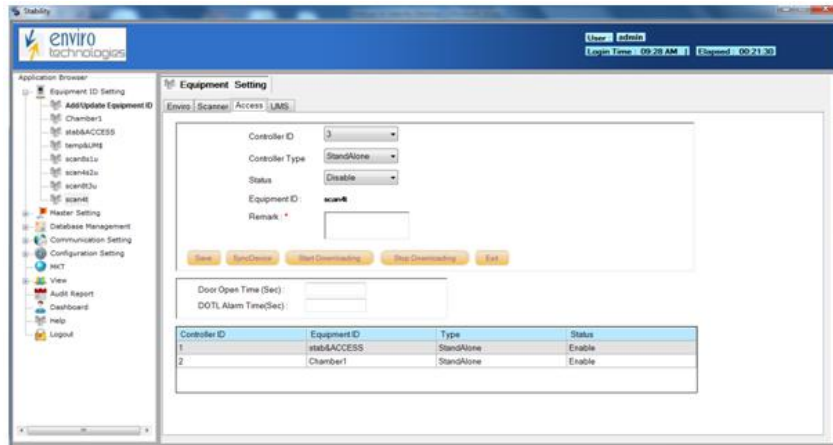 Stability
enviro
technologies
User : admin
Login Time : 09:28 AM | Elapsed : 00:21:30
Application Browser
Equipment ID Setting
Add/Update Equipment ID
Chamber1
stab&ACCESS
temp&UMS
scan8s1u
scan4s2u
scan8t3u
scan4t
Master Setting
Database Management
Communication Setting
Configuration Setting
MKT
View
Audit Report
Dashboard
Help
Logout
Equipment Setting
Enviro Scanner Access UMS
Controller ID 3
Controller Type StandAlone
Status Disable
Equipment ID : scan4t
Remark : *
Save SyncDevice Start Downloading Stop Downloading Exit
Door Open Time (Sec) :
DOTL Alarm Time(Sec) :
Controller ID Equipment ID Type Status
1 stab&ACCESS StandAlone Enable
2 Chamber1 StandAlone Enable